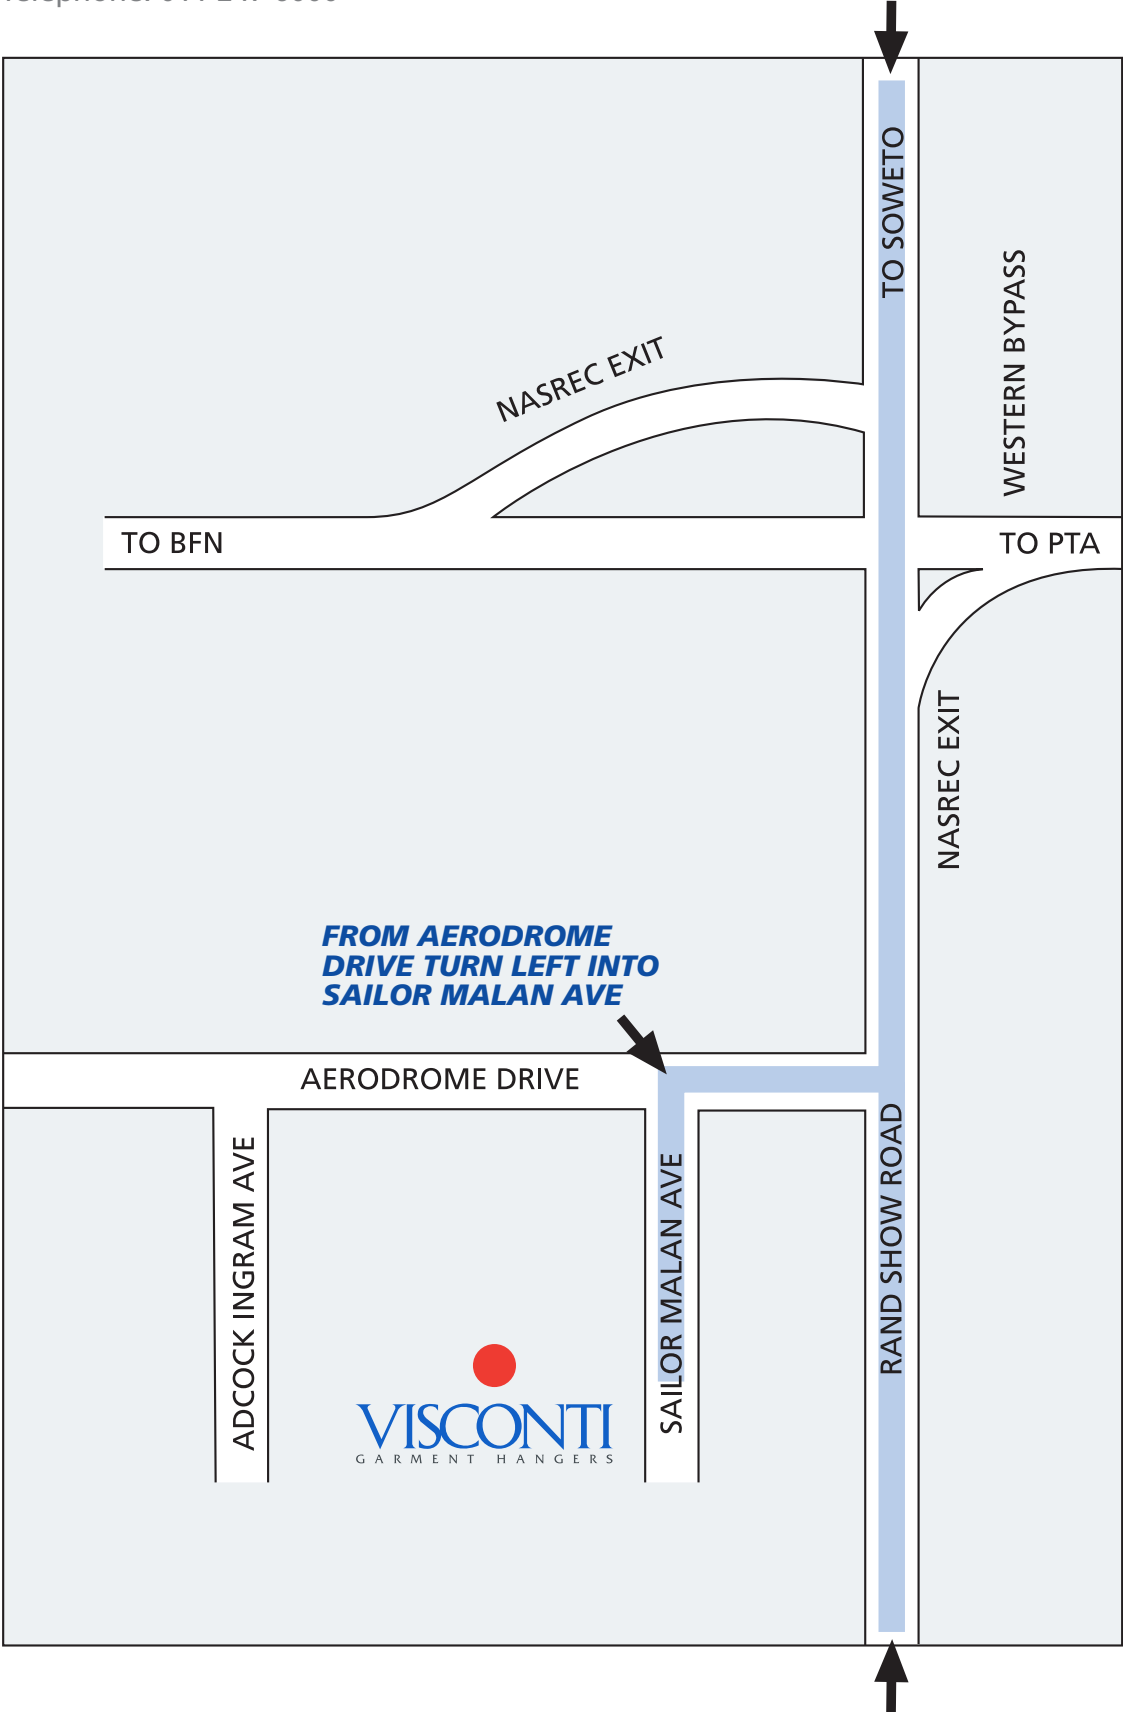 TO SOWETO
WESTERN BYPASS
NASREC EXIT
TO BFN
TO PTA
NASREC EXIT
FROM AERODROME
DRIVE TURN LEFT INTO
SAILOR MALAN AVE
AERODROME DRIVE
ADCOCK INGRAM AVE
SAILOR MALAN AVE
RAND SHOW ROAD
VISCONTI
GARMENT HANGERS